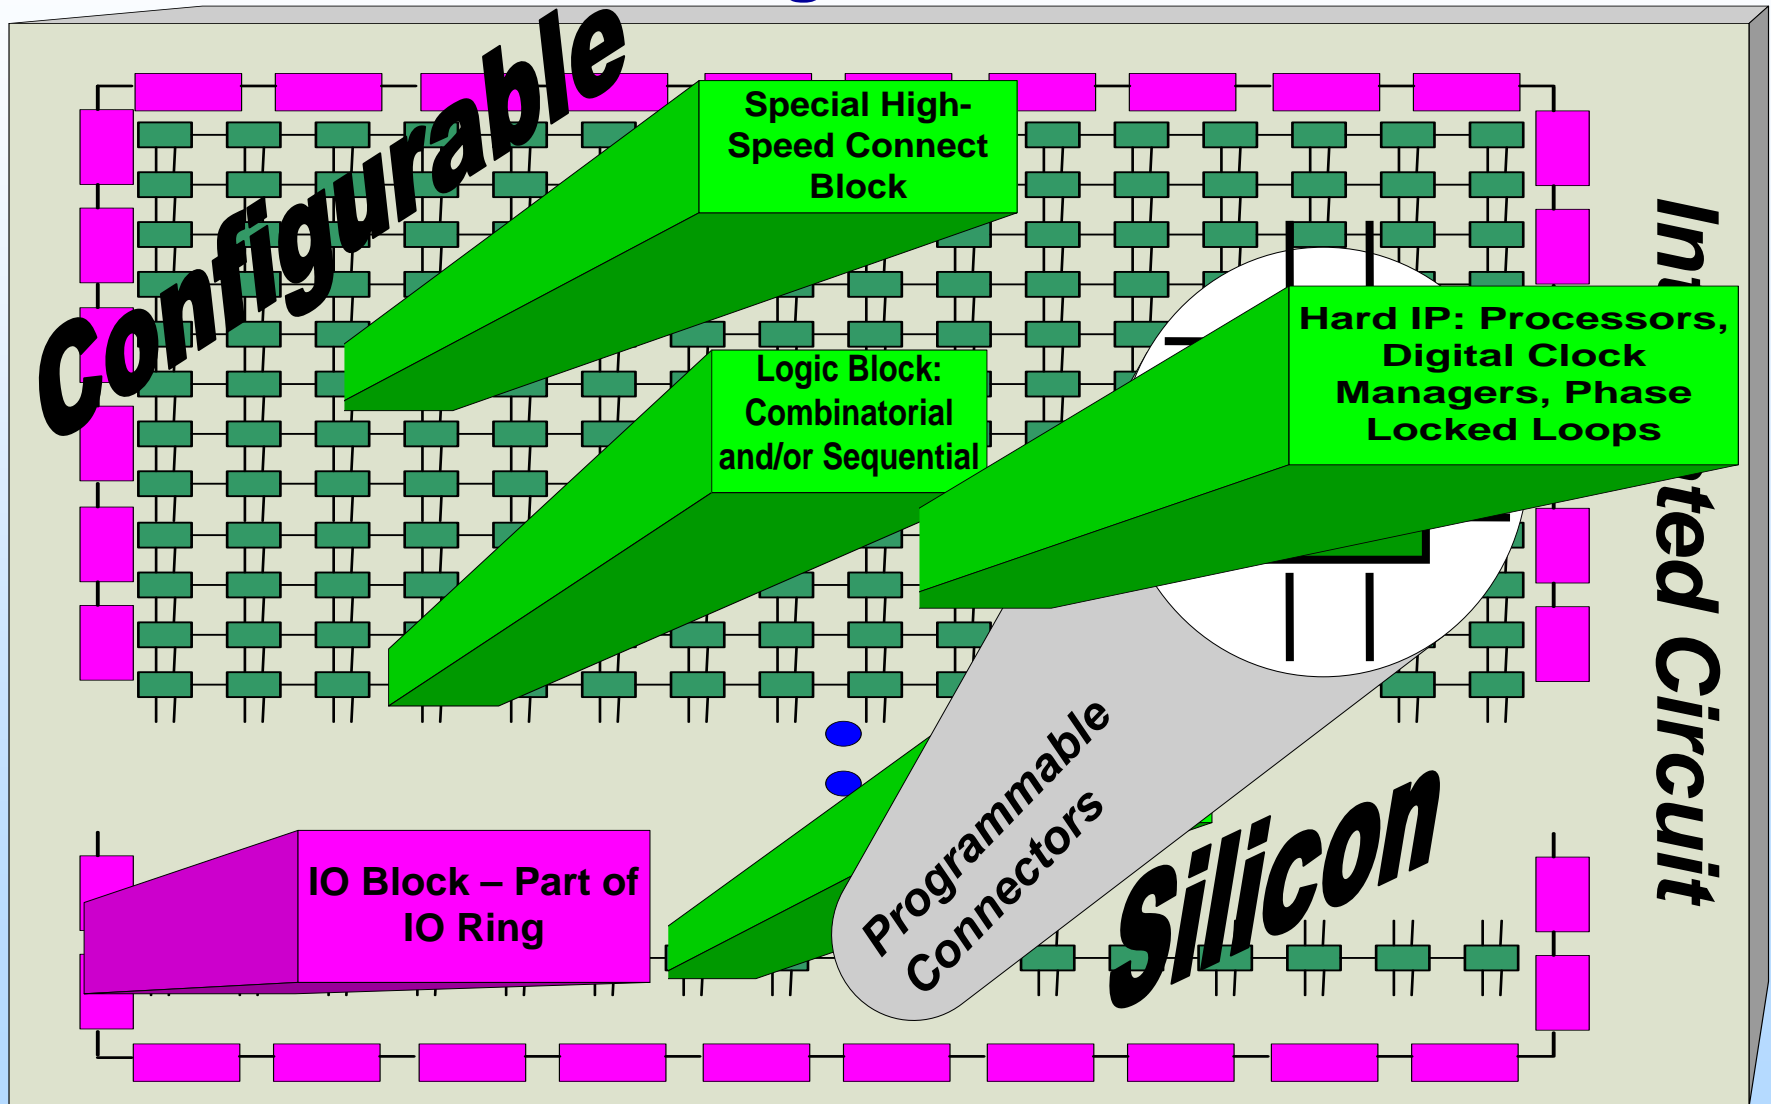 Configurable
Special High-
Speed Connect
Block
Hard IP: Processors,
Digital Clock
Managers, Phase
Locked Loops
Logic Block:
Combinatorial
and/or Sequential
Circuit
Programmable
Connectors
Silicon
IO Block – Part of
IO Ring